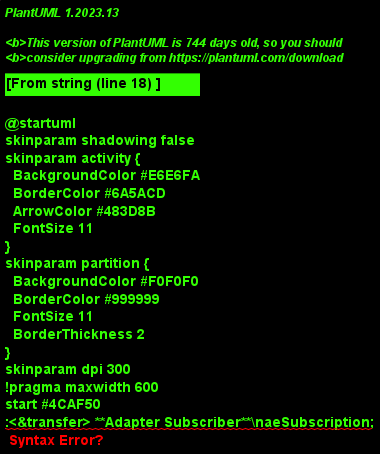 PlantUML 1.2023.13
<b>This version of PlantUML is 744 days old, so you should
<b>consider upgrading from https://plantuml.com/download
[From string (line 18) ]
@startuml
skinparam shadowing false
skinparam activity {
BackgroundColor #E6E6FA
BorderColor #6A5ACD
ArrowColor #483D8B
FontSize 11
}
skinparam partition {
BackgroundColor #F0F0F0
BorderColor #999999
FontSize 11
BorderThickness 2
}
skinparam dpi 300
!pragma maxwidth 600
start #4CAF50
:<&transfer> **Adapter Subscriber**\naeSubscription;
Syntax Error?